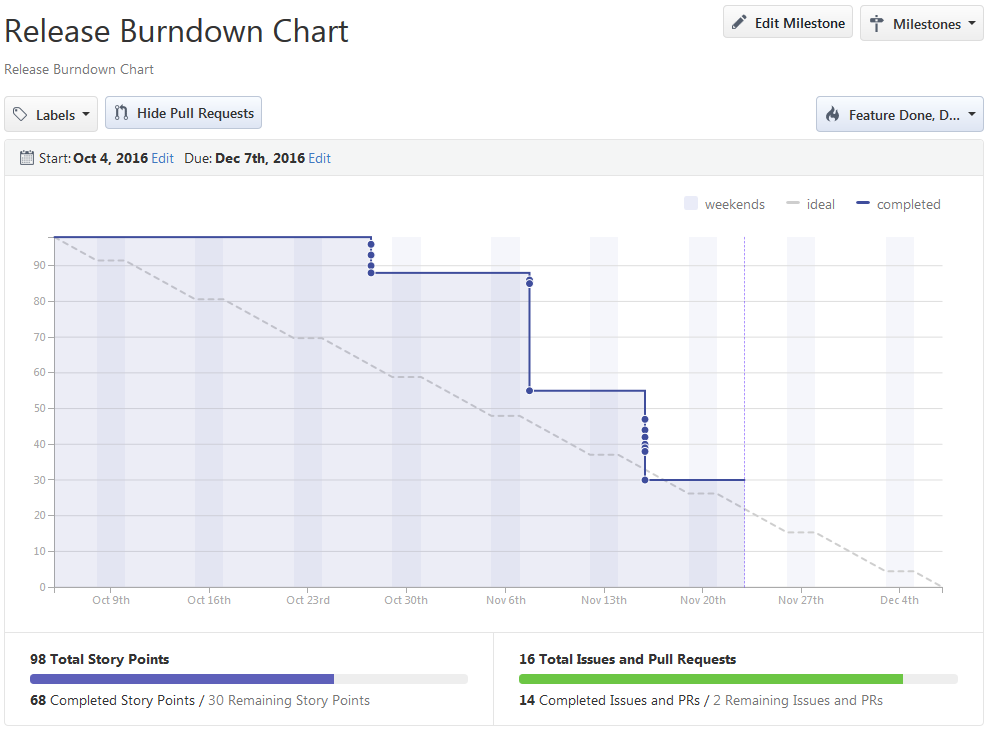 Release Burndown Chart
Edit Milestone
Milestones
Release Burndown Chart
Labels
Hide Pull Requests
Feature Done, D...
Start: Oct 4, 2016 Edit Due: Dec 7th, 2016 Edit
weekends
ideal
completed
90
80
70
60
50
40
30
20
10
0
Oct 9th
Oct 16th
Oct 23rd
Oct 30th
Nov 6th
Nov 13th
Nov 20th
Nov 27th
Dec 4th
98 Total Story Points
68 Completed Story Points / 30 Remaining Story Points
16 Total Issues and Pull Requests
14 Completed Issues and PRs / 2 Remaining Issues and PRs